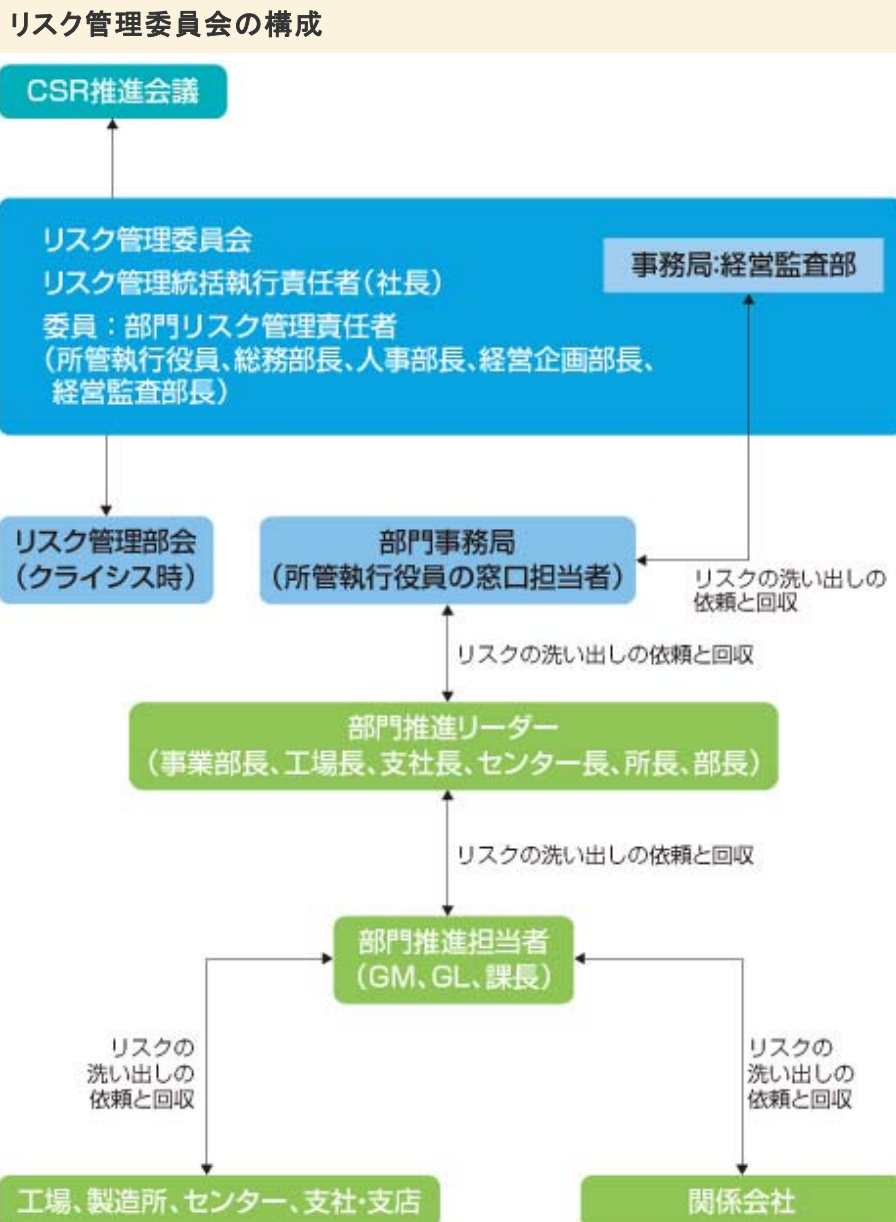 リスク管理委員会の構成
CSR推進会議
リスク管理委員会
リスク管理統括執行責任者(社長)
委員:部門リスク管理責任者
(所管執行役員、総務部長、人事部長、経営企画部長、
経営監査部長)
事務局:経営監査部
リスク管理部会
(クライシス時)
部門事務局
(所管執行役員の窓口担当者)
リスクの洗い出しの
依頼と回収
リスクの洗い出しの依頼と回収
部門推進リーダー
(事業部長、工場長、支社長、センター長、所長、部長)
リスクの洗い出しの依頼と回収
部門推進担当者
(GM、GL、課長)
リスクの
洗い出しの
依頼と回収
リスクの
洗い出しの
依頼と回収
工場、製造所、センター、支社・支店
関係会社